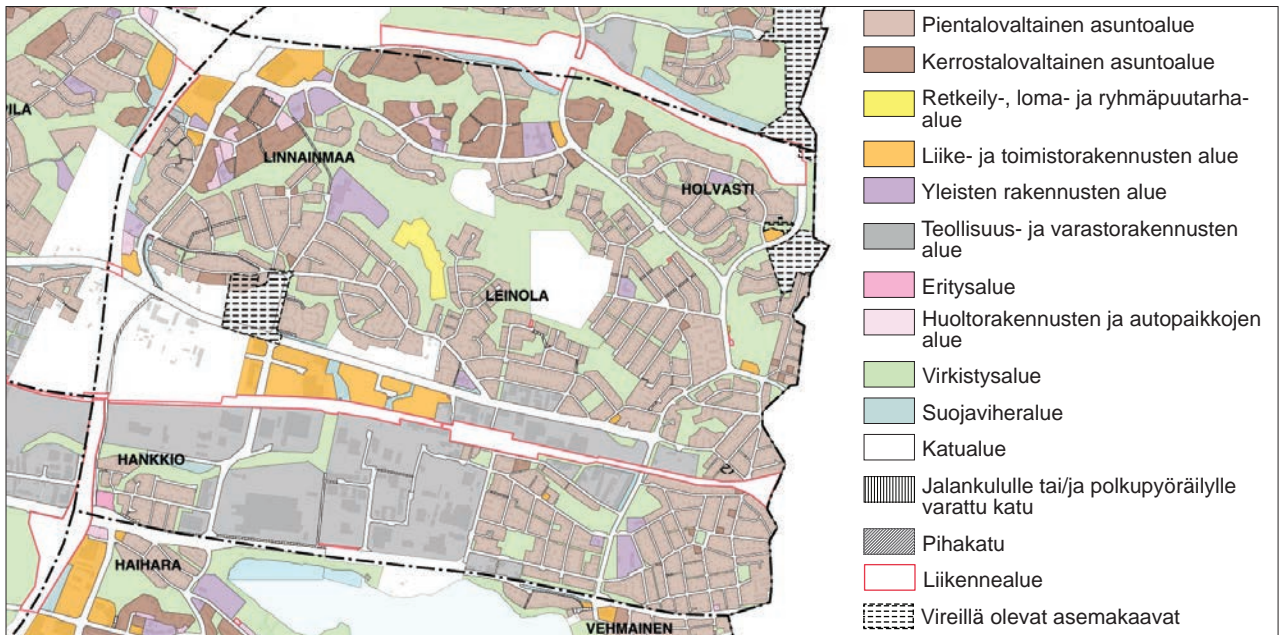 PILA
LINNAINMAA
HOLVASTI
LEINOLA
HANKKIO
HAIHARA
VEHMAINEN
Pientalovaltainen asuntoalue
Kerrostalovaltainen asuntoalue
Retkeily-, loma- ja ryhmäpuutarha-
alue
Liike- ja toimistorakennusten alue
Yleisten rakennusten alue
Teollisuus- ja varastorakennusten
alue
Eritysalue
Huoltorakennusten ja autopaikkojen
alue
Virkistysalue
Suojaviheralue
Katualue
Jalankululle tai/ja polkupyöräilylle
varattu katu
Pihakatu
Liikennealue
Vireillä olevat asemakaavat